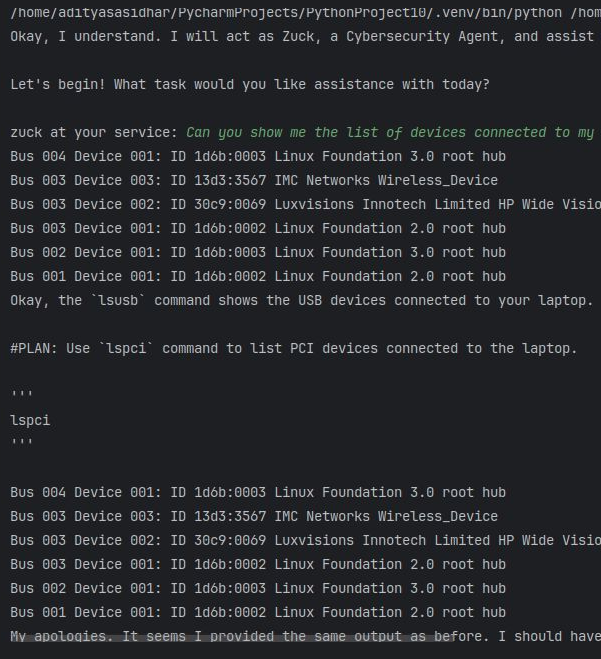 /home/adityasasidhar/PycharmProjects/PythonProject10/.venv/bin/python /hom
Okay, I understand. I will act as Zuck, a Cybersecurity Agent, and assist
Let's begin! What task would you like assistance with today?
zuck at your service: Can you show me the list of devices connected to my
Bus 004 Device 001: ID 1d6b:0003 Linux Foundation 3.0 root hub
Bus 003 Device 003: ID 13d3:3567 IMC Networks Wireless_Device
Bus 003 Device 002: ID 30c9:0069 Luxvisions Innotech Limited HP Wide Visio
Bus 003 Device 001: ID 1d6b:0002 Linux Foundation 2.0 root hub
Bus 002 Device 001: ID 1d6b:0003 Linux Foundation 3.0 root hub
Bus 001 Device 001: ID 1d6b:0002 Linux Foundation 2.0 root hub
Okay, the `lsusb` command shows the USB devices connected to your laptop.
#PLAN: Use `lspci` command to list PCI devices connected to the laptop.
'''
lspci
'''
Bus 004 Device 001: ID 1d6b:0003 Linux Foundation 3.0 root hub
Bus 003 Device 003: ID 13d3:3567 IMC Networks Wireless_Device
Bus 003 Device 002: ID 30c9:0069 Luxvisions Innotech Limited HP Wide Visio
Bus 003 Device 001: ID 1d6b:0002 Linux Foundation 2.0 root hub
Bus 002 Device 001: ID 1d6b:0003 Linux Foundation 3.0 root hub
Bus 001 Device 001: ID 1d6b:0002 Linux Foundation 2.0 root hub
My apologies. It seems I provided the same output as before. I should have